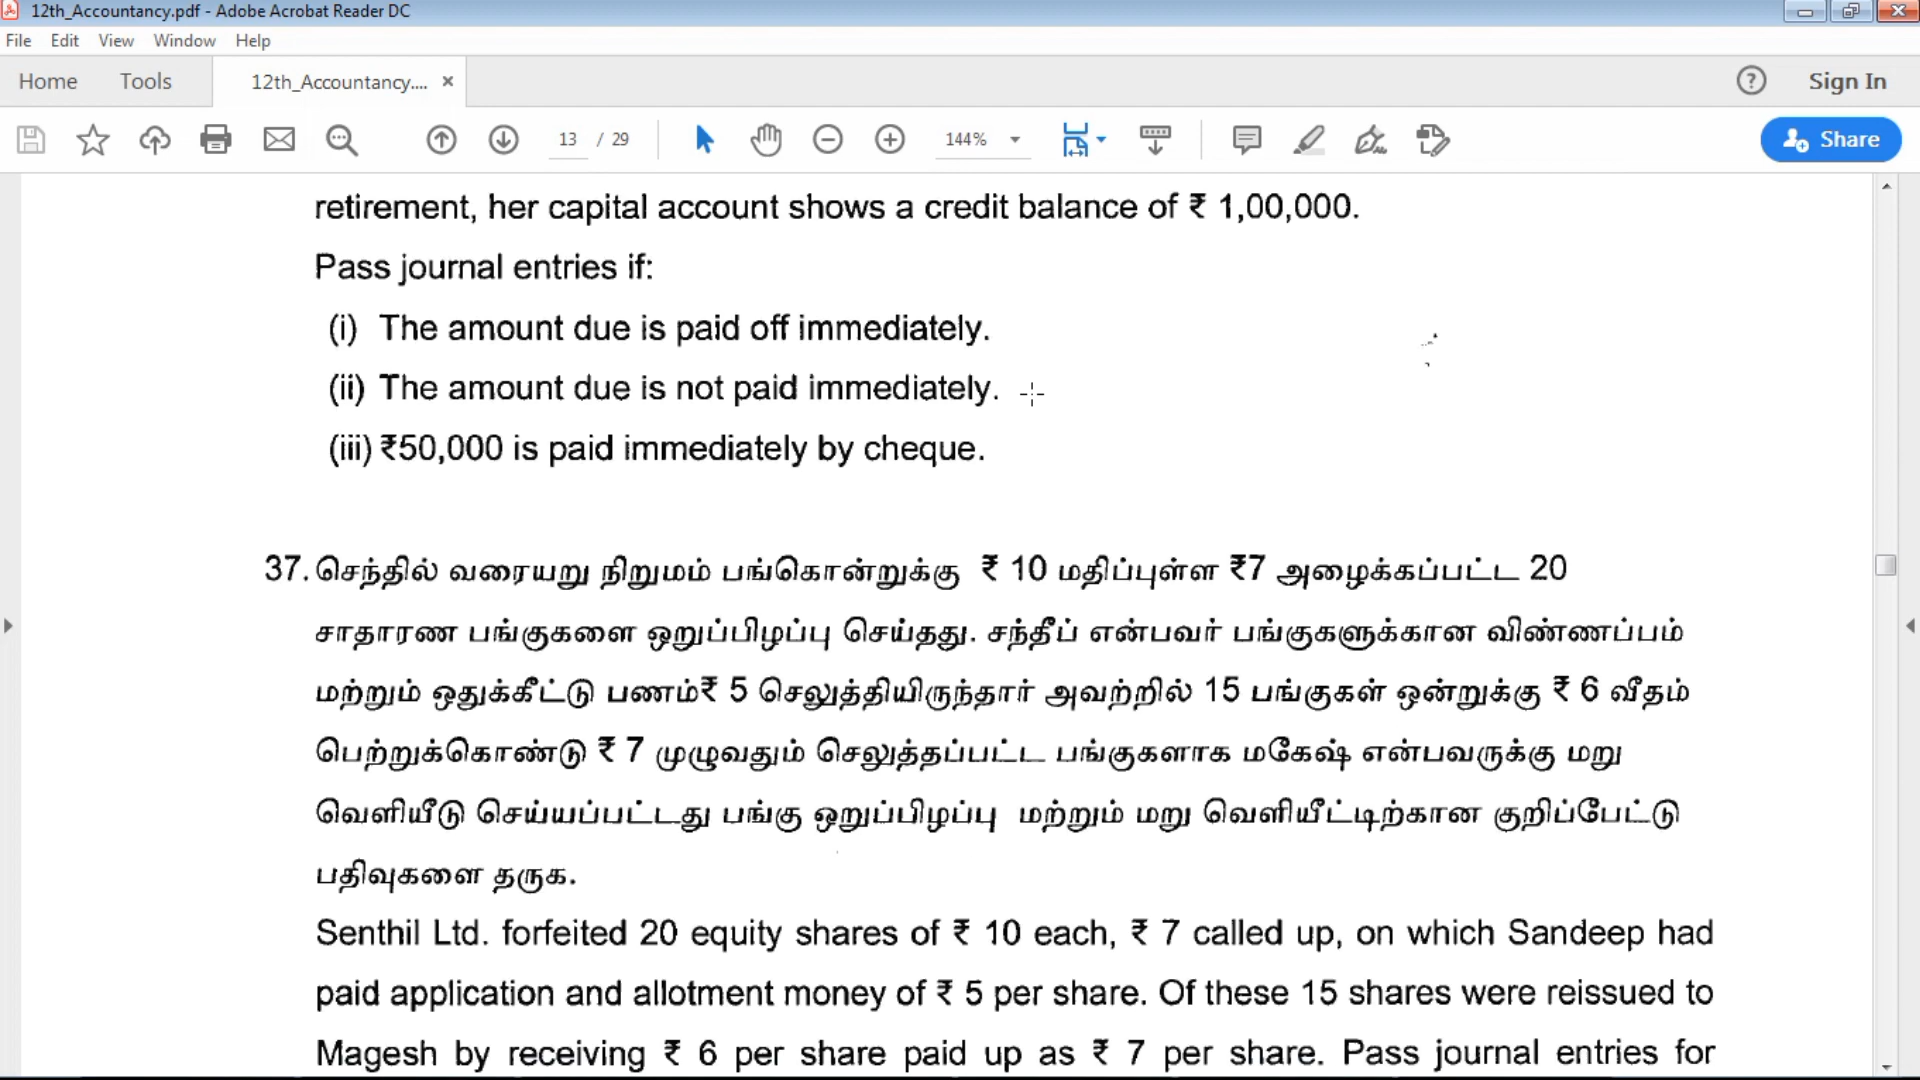 12th_Accountancy.pdf - Adobe Acrobat Reader DC
File Edit View Window Help
Home Tools 12th_Accountancy.... × ? Sign In
13 / 29 144% Share
retirement, her capital account shows a credit balance of ₹ 1,00,000.
Pass journal entries if:
(i) The amount due is paid off immediately.
(ii) The amount due is not paid immediately.
(iii) ₹50,000 is paid immediately by cheque.
37. செந்தில் வரையறு நிறுமம் பங்கொன்றுக்கு ₹ 10 மதிப்புள்ள ₹7 அழைக்கப்பட்ட 20
சாதாரண பங்குகளை ஒறுப்பிழப்பு செய்தது. சந்தீப் என்பவர் பங்குகளுக்கான விண்ணப்பம்
மற்றும் ஒதுக்கீட்டு பணம்₹ 5 செலுத்தியிருந்தார் அவற்றில் 15 பங்குகள் ஒன்றுக்கு ₹ 6 வீதம்
பெற்றுக்கொண்டு ₹ 7 முழுவதும் செலுத்தப்பட்ட பங்குகளாக மகேஷ் என்பவருக்கு மறு
வெளியீடு செய்யப்பட்டது பங்கு ஒறுப்பிழப்பு மற்றும் மறு வெளியீட்டிற்கான குறிப்பேட்டு
பதிவுகளை தருக.
Senthil Ltd. forfeited 20 equity shares of ₹ 10 each, ₹ 7 called up, on which Sandeep had
paid application and allotment money of ₹ 5 per share. Of these 15 shares were reissued to
Magesh by receiving ₹ 6 per share paid up as ₹ 7 per share. Pass journal entries for